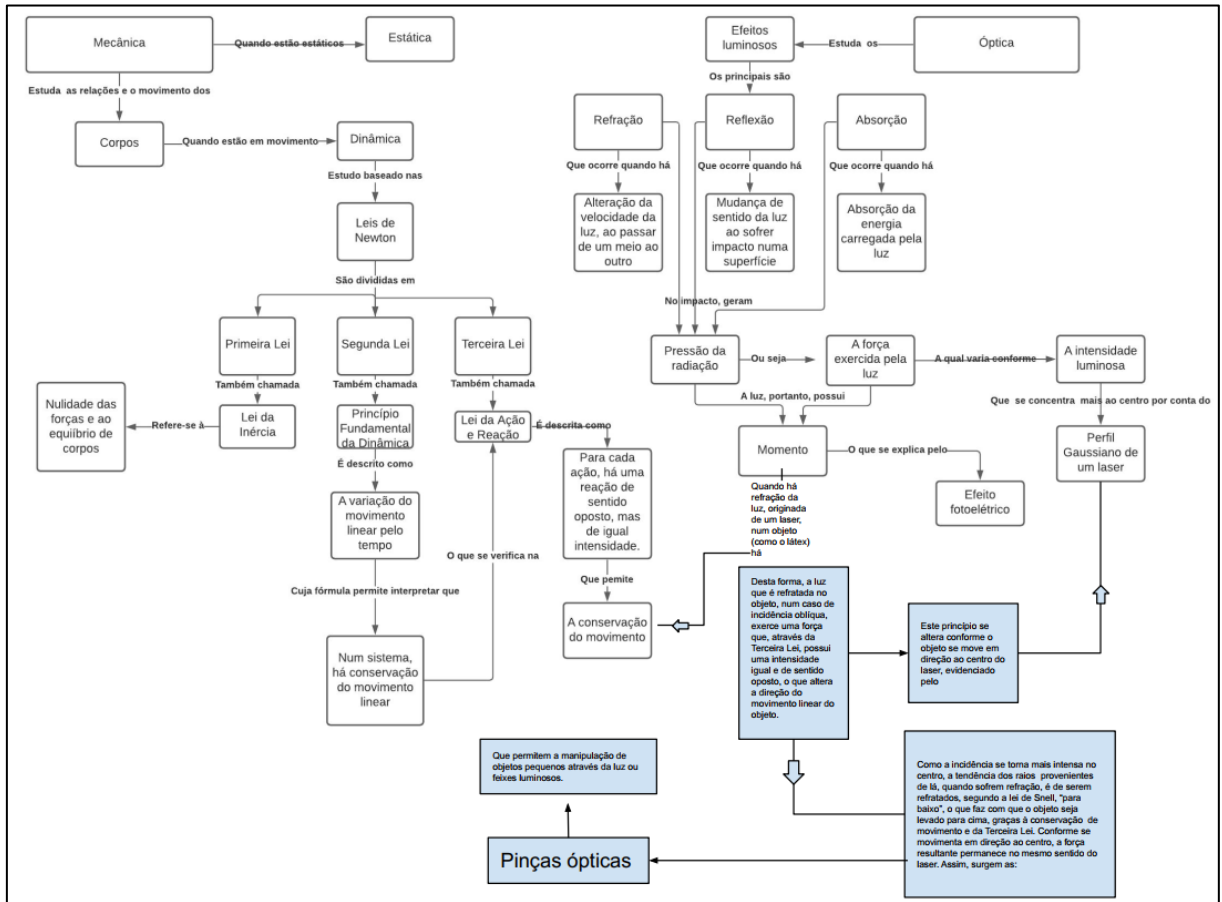 Mecânica
Quando estão estáticos
Estática
Estuda as relações e o movimento dos
Corpos
Quando estão em movimento
Dinâmica
Estudo baseado nas
Leis de
Newton
São divididas em
Primeira Lei
Segunda Lei
Terceira Lei
Também chamada
Também chamada
Também chamada
Nulidade das
forças e ao
equilíbrio de
corpos
Refere-se à
Lei da
Inércia
Princípio
Fundamental
da Dinâmica
Lei da Ação
e Reação
É descrita como
É descrito como
Para cada
ação, há uma
reação de
sentido
oposto, mas
de igual
intensidade.
A variação do
movimento
linear pelo
tempo
O que se verifica na
Que pemite
Cuja fórmula permite interpretar que
A conservação
do movimento
Num sistema,
há conservação
do movimento
linear
Efeitos
luminosos
Estuda os
Óptica
Os principais são
Refração
Reflexão
Absorção
Que ocorre quando há
Que ocorre quando há
Que ocorre quando há
Alteração da
velocidade da
luz, ao passar
de um meio ao
outro
Mudança de
sentido da luz
ao sofrer
impacto numa
superfície
Absorção da
energia
carregada pela
luz
No impacto, geram
Pressão da
radiação
Ou seja
A força
exercida pela
luz
A qual varia conforme
A intensidade
luminosa
A luz, portanto, possui
Que se concentra mais ao centro por conta do
Momento
O que se explica pelo
Efeito
fotoelétrico
Perfil
Gaussiano de
um laser
Quando há
refração da
luz, originada
de um laser,
num objeto
(como o látex)
há
Desta forma, a luz
que é refratada no
objeto, num caso de
incidência oblíqua,
exerce uma força
que, através da
Terceira Lei, possui
uma intensidade
igual e de sentido
oposto, o que altera
a direção do
movimento linear do
objeto.
Este princípio se
altera conforme o
objeto se move em
direção ao centro do
laser, evidenciado
pelo
Como a incidência se torna mais intensa no
centro, a tendência dos raios provenientes
de lá, quando sofrem refração, é de serem
refratados, segundo a lei de Snell, "para
baixo", o que faz com que o objeto seja
levado para cima, graças à conservação de
movimento e da Terceira Lei. Conforme se
movimenta em direção ao centro, a força
resultante permanece no mesmo sentido do
laser. Assim, surgem as:
Pinças ópticas
Que permitem a manipulação de
objetos pequenos através da luz ou
feixes luminosos.